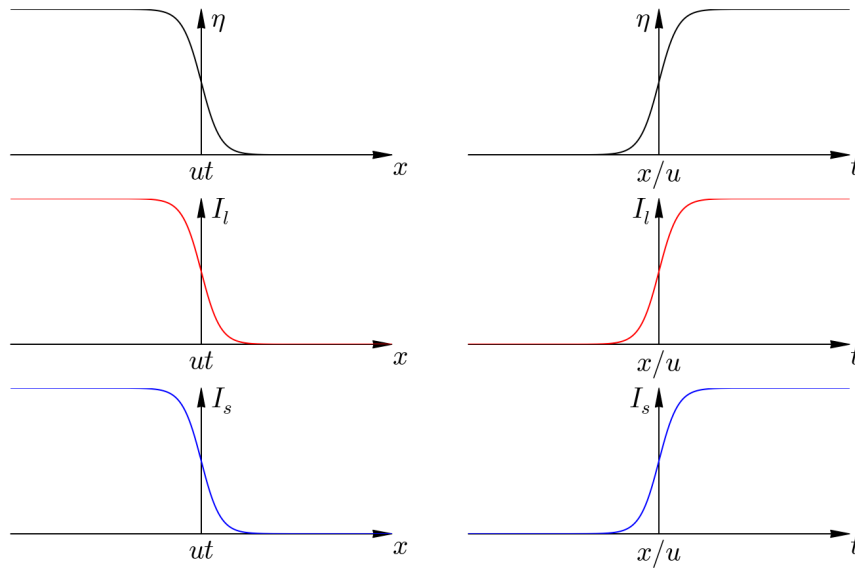 η η
ut x x/u t
I_l I_l
ut x x/u t
I_s I_s
ut x x/u t